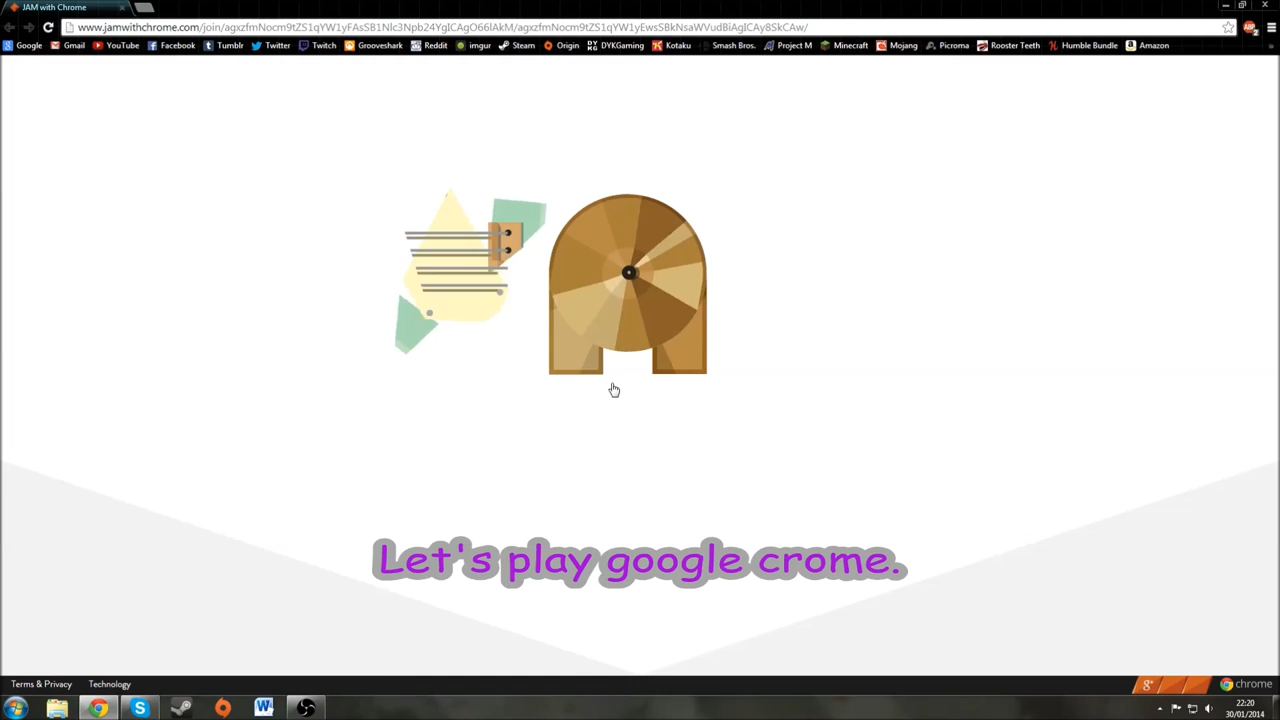 JAM with Chrome
www.jamwithchrome.com/join/agxzfmNocm9tZS1qYW1yFAsSB1Nlc3Npb24YgICAgO66lAkM/agxzfmNocm9tZS1qYW1yEwsSBkNsaWVudBiAgICAy8SkCAw/
Google Gmail YouTube Facebook Tumblr Twitter Twitch Grooveshark Reddit imgur Steam Origin DYKGaming Kotaku Smash Bros. Project M Minecraft Mojang Picroma Rooster Teeth Humble Bundle Amazon
Let's play google crome.
Terms & Privacy Technology chrome
22:20
30/01/2014